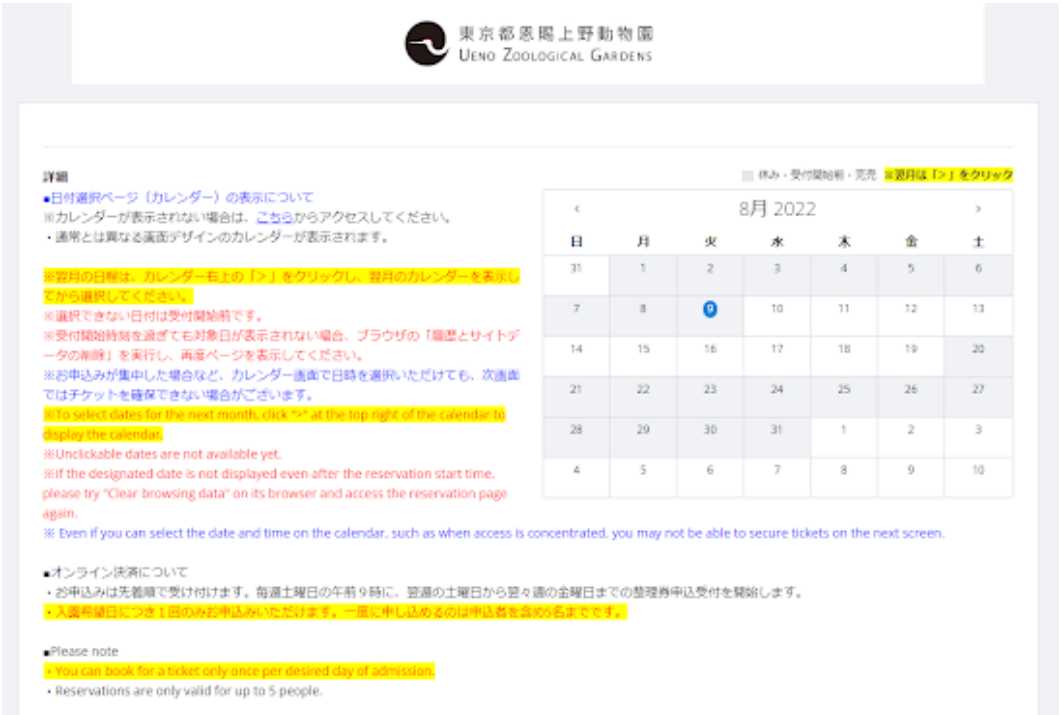 東京都恩賜上野動物園
UENO ZOOLOGICAL GARDENS
詳細
■日付選択ページ（カレンダー）の表示について
※カレンダーが表示されない場合は、こちらからアクセスしてください。
・通常とは異なる画面デザインのカレンダーが表示されます。
※翌月の日程は、カレンダー右上の「>」をクリックし、翌月のカレンダーを表示し
てから選択してください。
※選択できない日付は受付開始前です。
※受付開始時刻を過ぎても対象日が表示されない場合、ブラウザの「履歴とサイトデ
ータの削除」を実行し、再度ページを表示してください。
※お申込みが集中した場合など、カレンダー画面で日時を選択いただけても、次画面
ではチケットを確保できない場合がございます。
※To select dates for the next month, click ">" at the top right of the calendar to
display the calendar.
※Unclickable dates are not available yet.
※If the designated date is not displayed even after the reservation start time,
please try "Clear browsing data" on its browser and access the reservation page
again.
※ Even if you can select the date and time on the calendar, such as when access is concentrated, you may not be able to secure tickets on the next screen.
休み・受付開始前・完売 ※翌月は「>」をクリック
< 8月 2022 >
日 月 火 水 木 金 土
31 1 2 3 4 5 6
7 8 9 10 11 12 13
14 15 16 17 18 19 20
21 22 23 24 25 26 27
28 29 30 31 1 2 3
4 5 6 7 8 9 10
■オンライン決済について
・お申込みは先着順で受け付けます。毎週土曜日の午前９時に、翌週の土曜日から翌々週の金曜日までの整理券申込受付を開始します。
・入園希望日につき１回のみお申込みいただけます。一度に申し込めるのは申込者を含め5名までです。
■Please note
・You can book for a ticket only once per desired day of admission.
・Reservations are only valid for up to 5 people.